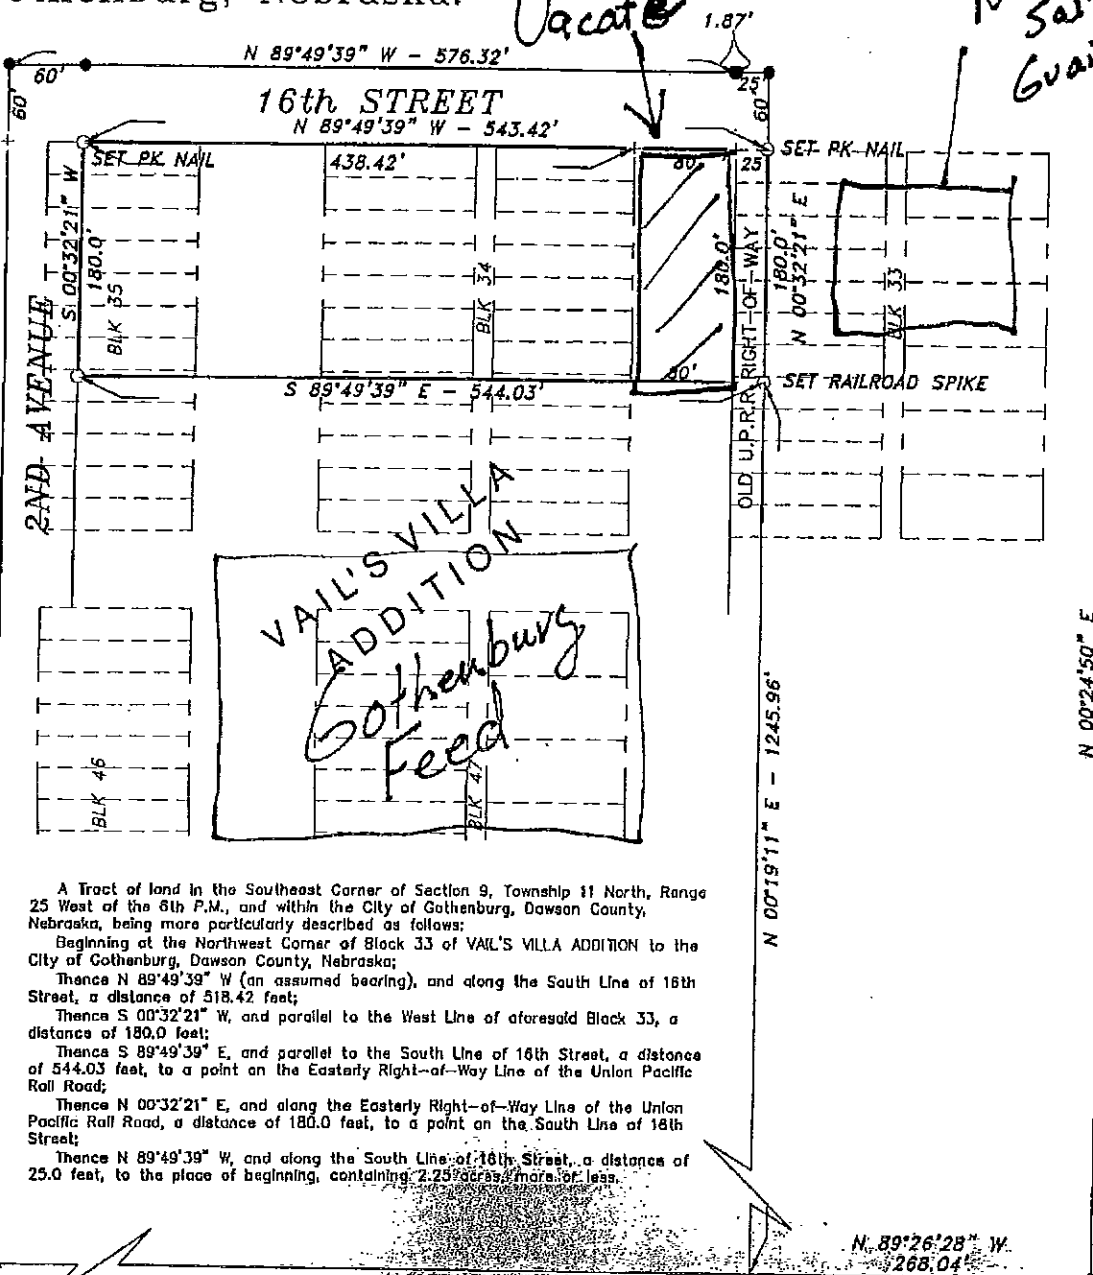 Nebraska.
Vacate
1.87'
N 89°49'39" W - 576.32'
60'
25'
60'
60'
16th STREET
N 89°49'39" W - 543.42'
SET PK NAIL
438.42'
80'
25
SET PK NAIL
S 00°32'21" W
180.0'
BLK 35
BLK 34
180.0'
OLD U.P.R.R. RIGHT-OF-WAY
180.0'
N 00°32'21" E
BLK 33
2ND AVENUE
80'
S 89°49'39" E - 544.03'
SET RAILROAD SPIKE
VAIL'S VILLA
ADDITION
Gothenburg
Feed
BLK 46
BLK 47
N 00°19'11" E - 1245.96'
N 00°24'50" E
A Tract of land in the Southeast Corner of Section 9, Township 11 North, Range
25 West of the 6th P.M., and within the City of Gothenburg, Dawson County,
Nebraska, being more particularly described as follows:
Beginning at the Northwest Corner of Block 33 of VAIL'S VILLA ADDITION to the
City of Gothenburg, Dawson County, Nebraska;
Thence N 89°49'39" W (an assumed bearing), and along the South Line of 16th
Street, a distance of 518.42 feet;
Thence S 00°32'21" W, and parallel to the West Line of aforesaid Block 33, a
distance of 180.0 feet;
Thence S 89°49'39" E, and parallel to the South Line of 16th Street, a distance
of 544.03 feet, to a point on the Easterly Right-of-Way Line of the Union Pacific
Rail Road;
Thence N 00°32'21" E, and along the Easterly Right-of-Way Line of the Union
Pacific Rail Road, a distance of 180.0 feet, to a point on the South Line of 16th
Street;
Thence N 89°49'39" W, and along the South Line of 16th Street, a distance of
25.0 feet, to the place of beginning, containing 2.25 acres, more or less.
N 89°26'28" W
268.04'